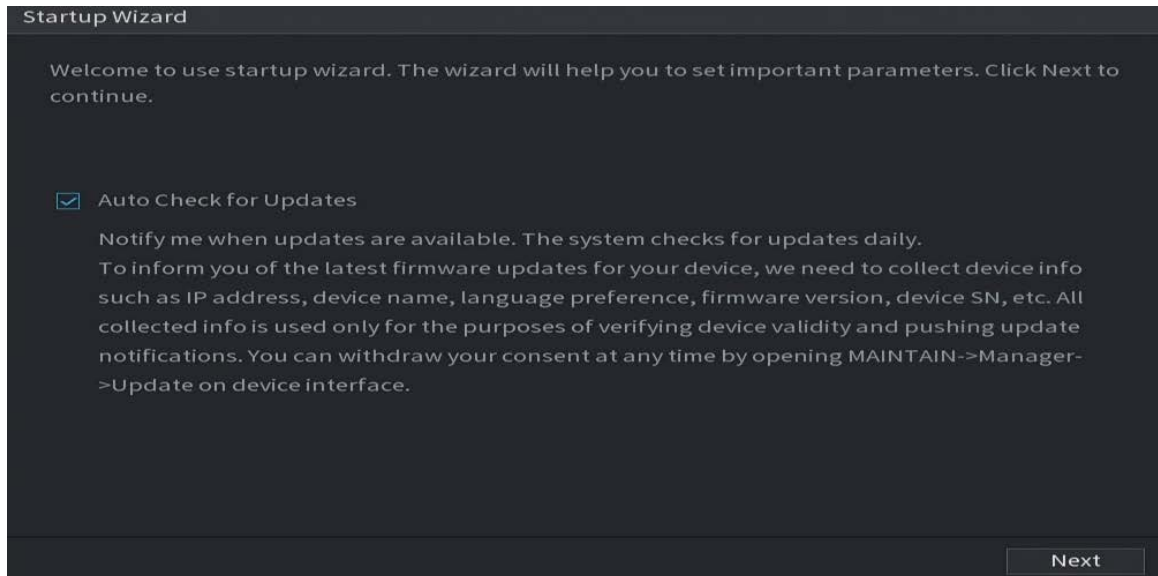 Startup Wizard
Welcome to use startup wizard. The wizard will help you to set important parameters. Click Next to
continue.
Auto Check for Updates
Notify me when updates are available. The system checks for updates daily.
To inform you of the latest firmware updates for your device, we need to collect device info
such as IP address, device name, language preference, firmware version, device SN, etc. All
collected info is used only for the purposes of verifying device validity and pushing update
notifications. You can withdraw your consent at any time by opening MAINTAIN->Manager-
>Update on device interface.
Next